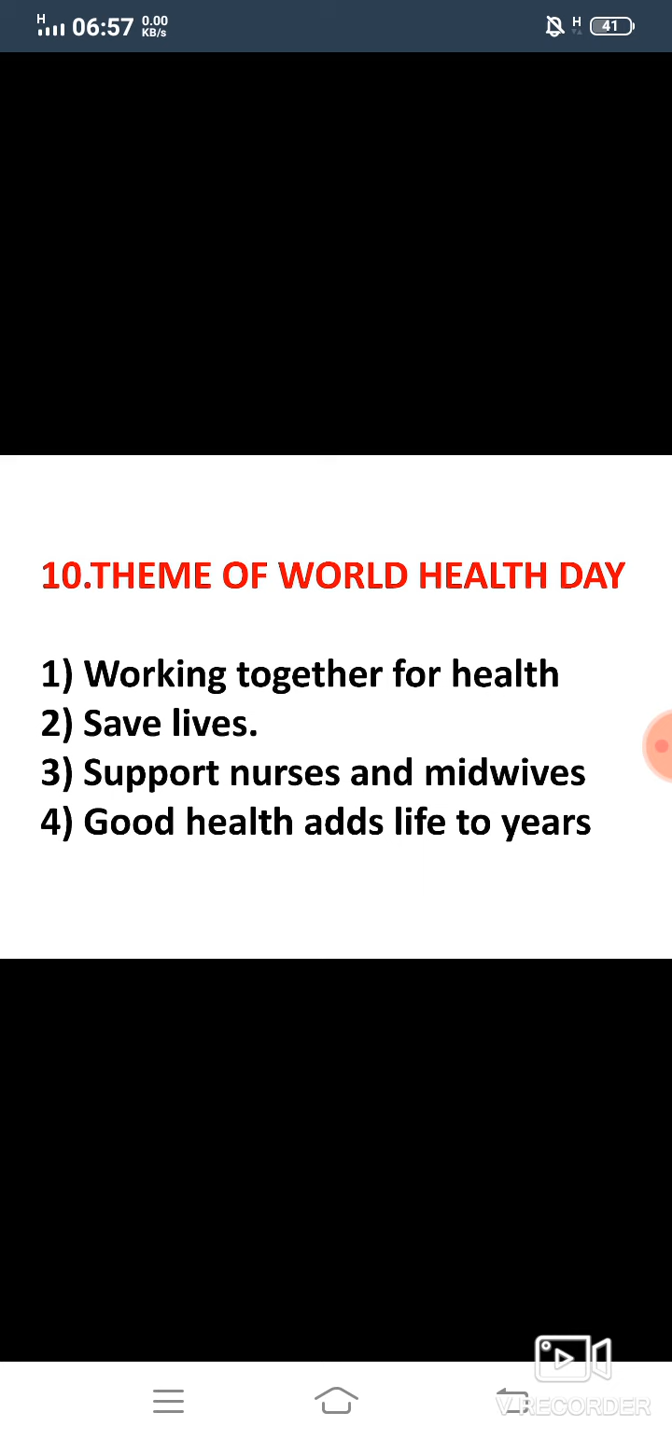 H 06:57 0.00 KB/s H 41
10.THEME OF WORLD HEALTH DAY
1) Working together for health
2) Save lives.
3) Support nurses and midwives
4) Good health adds life to years
V RECORDER